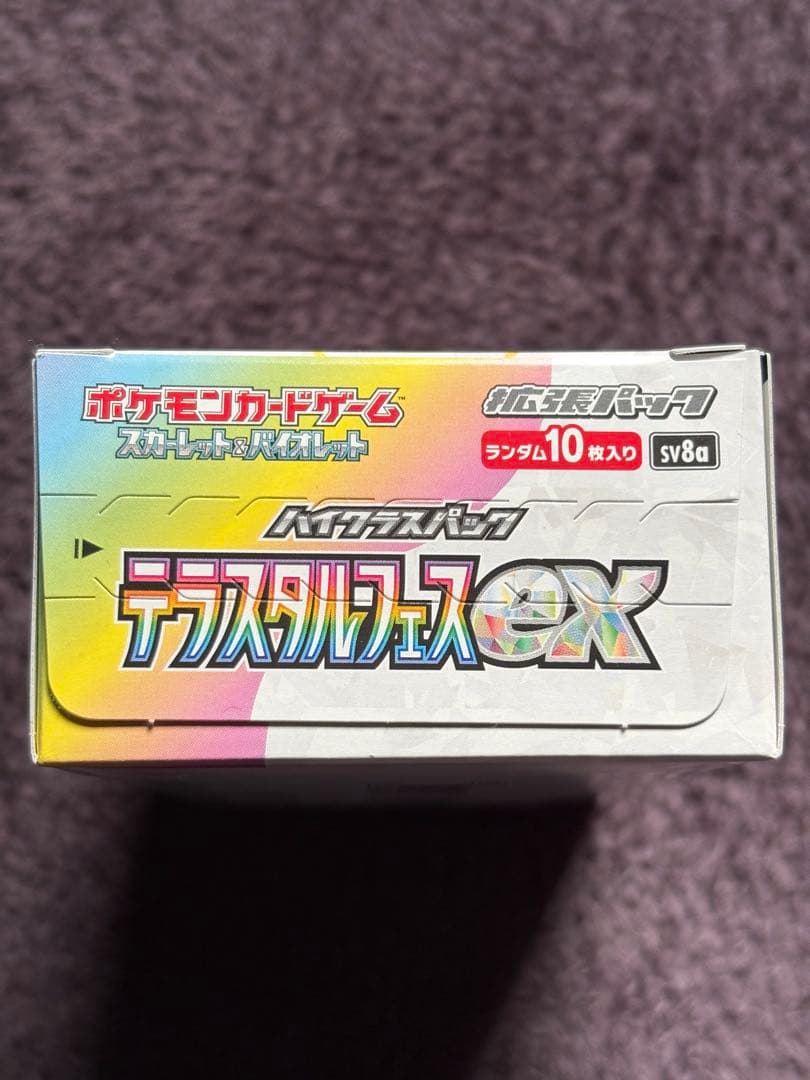 ポケモンカードゲーム™
スカーレット&バイオレット
拡張パック
ランダム10枚入り SV8a
ハイクラスパック
テラスタルフェスex